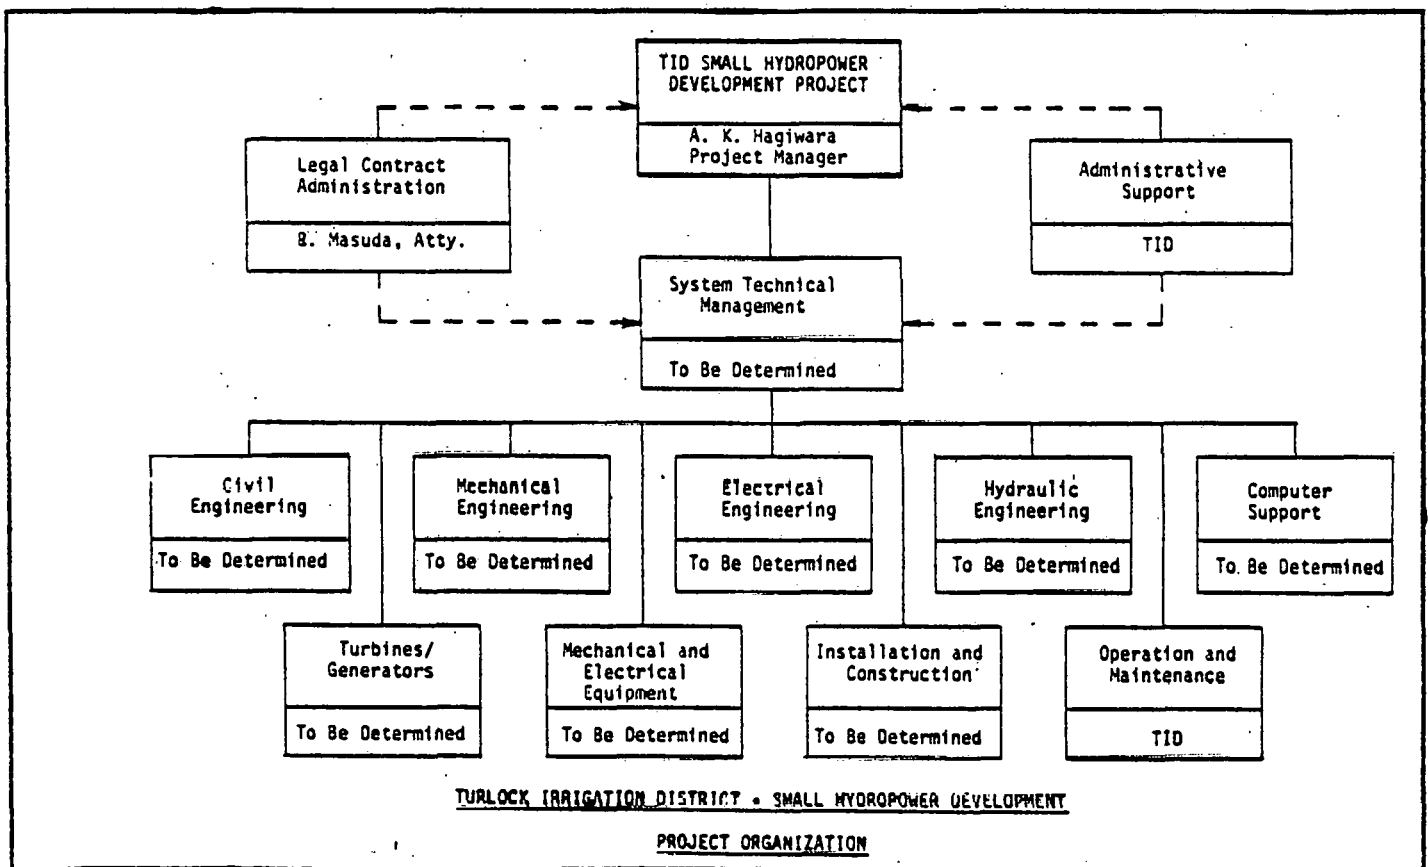 TID SMALL HYDROPOWER
DEVELOPMENT PROJECT
A. K. Hagiwara
Project Manager
Legal Contract
Administration
B. Masuda, Atty.
Administrative
Support
TID
System Technical
Management
To Be Determined
Civil
Engineering
To Be Determined
Mechanical
Engineering
To Be Determined
Electrical
Engineering
To Be Determined
Hydraulic
Engineering
To Be Determined
Computer
Support
To Be Determined
Turbines/
Generators
To Be Determined
Mechanical and
Electrical
Equipment
To Be Determined
Installation and
Construction
To Be Determined
Operation and
Maintenance
TID
TURLOCK IRRIGATION DISTRICT • SMALL HYDROPOWER DEVELOPMENT
PROJECT ORGANIZATION